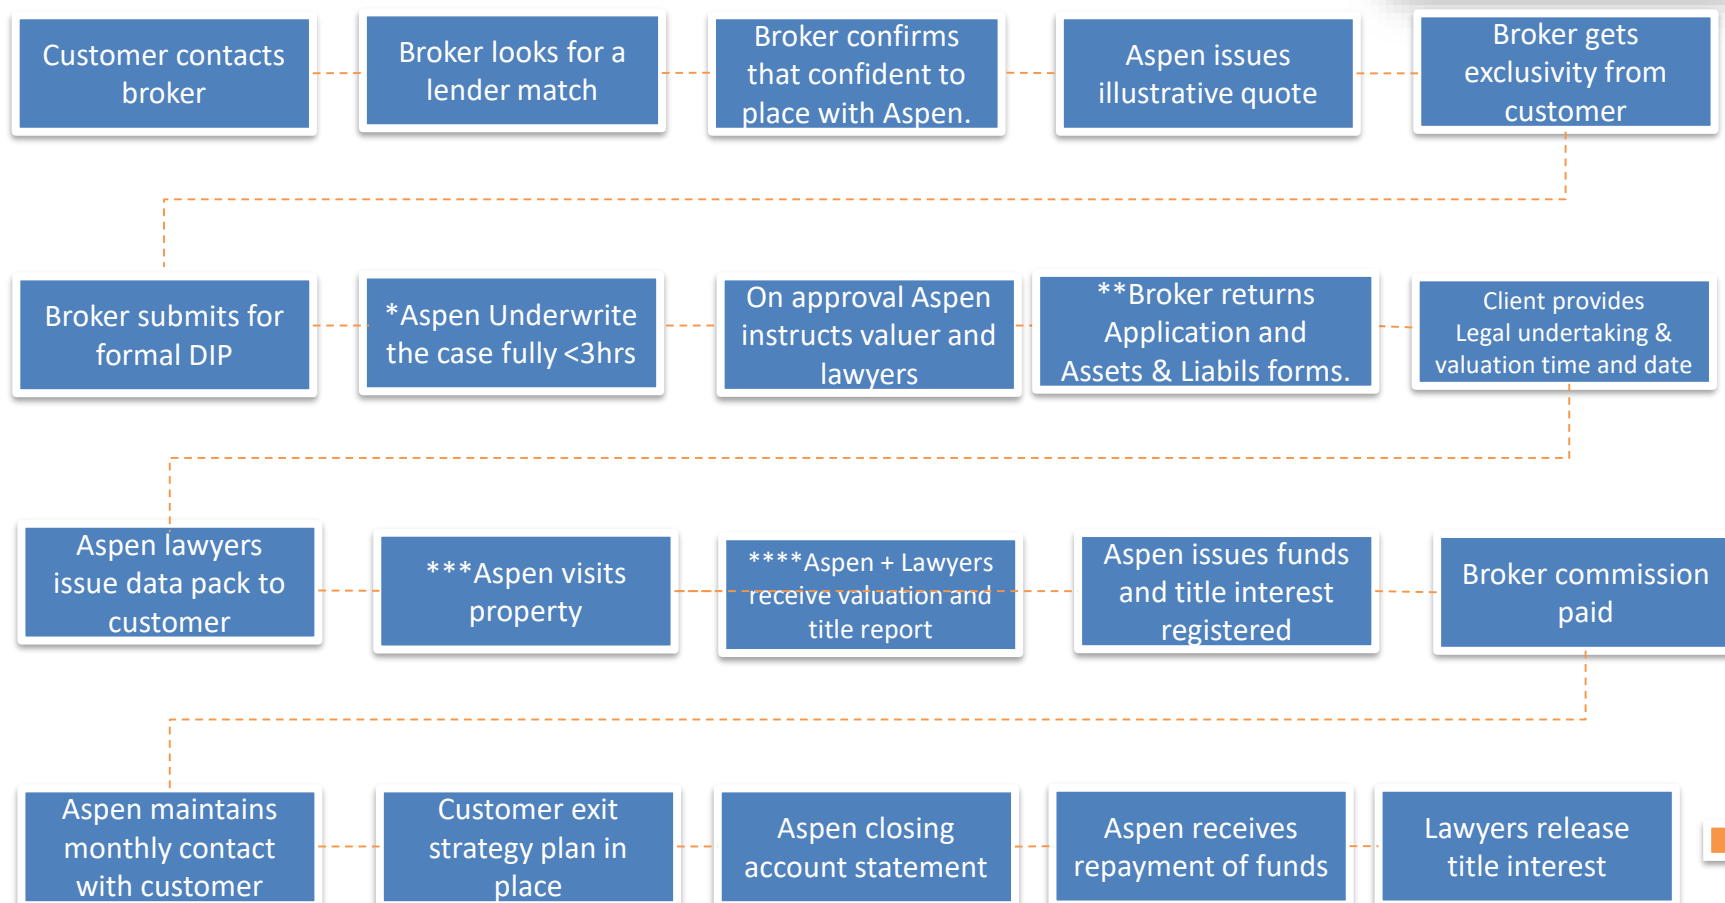 Customer contacts
broker
Broker looks for a
lender match
Broker confirms
that confident to
place with Aspen.
Aspen issues
illustrative quote
Broker gets
exclusivity from
customer
Broker submits for
formal DIP
*Aspen Underwrite
the case fully <3hrs
On approval Aspen
instructs valuer and
lawyers
**Broker returns
Application and
Assets & Liabils forms.
Client provides
Legal undertaking &
valuation time and date
Aspen lawyers
issue data pack to
customer
***Aspen visits
property
****Aspen + Lawyers
receive valuation and
title report
Aspen issues funds
and title interest
registered
Broker commission
paid
Aspen maintains
monthly contact
with customer
Customer exit
strategy plan in
place
Aspen closing
account statement
Aspen receives
repayment of funds
Lawyers release
title interest